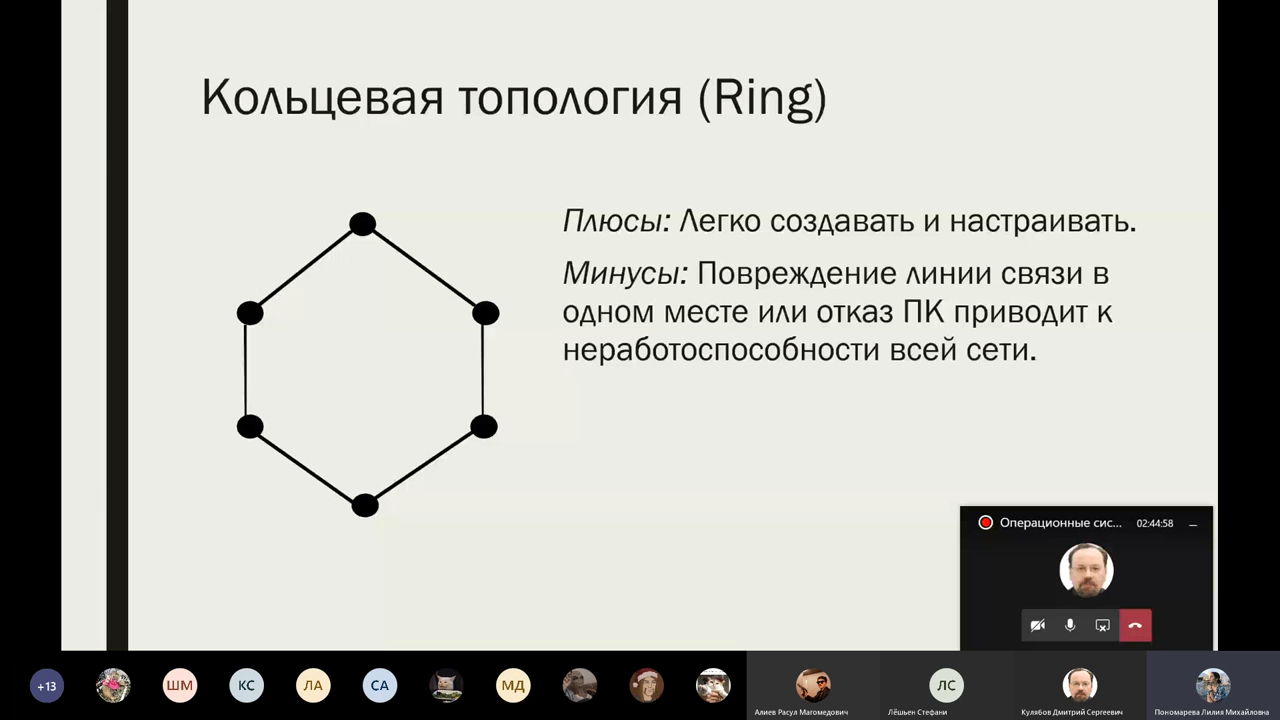 Кольцевая топология (Ring)
Плюсы: Легко создавать и настраивать.
Минусы: Повреждение линии связи в
одном месте или отказ ПК приводит к
неработоспособности всей сети.
Операционные сис... 02:44:58
+13 ШМ КС ЛА СА МД ЛС
Алиев Расул Магомедович Лёшьен Стефани Кулябов Дмитрий Сергеевич Пономарева Лилия Михайловна